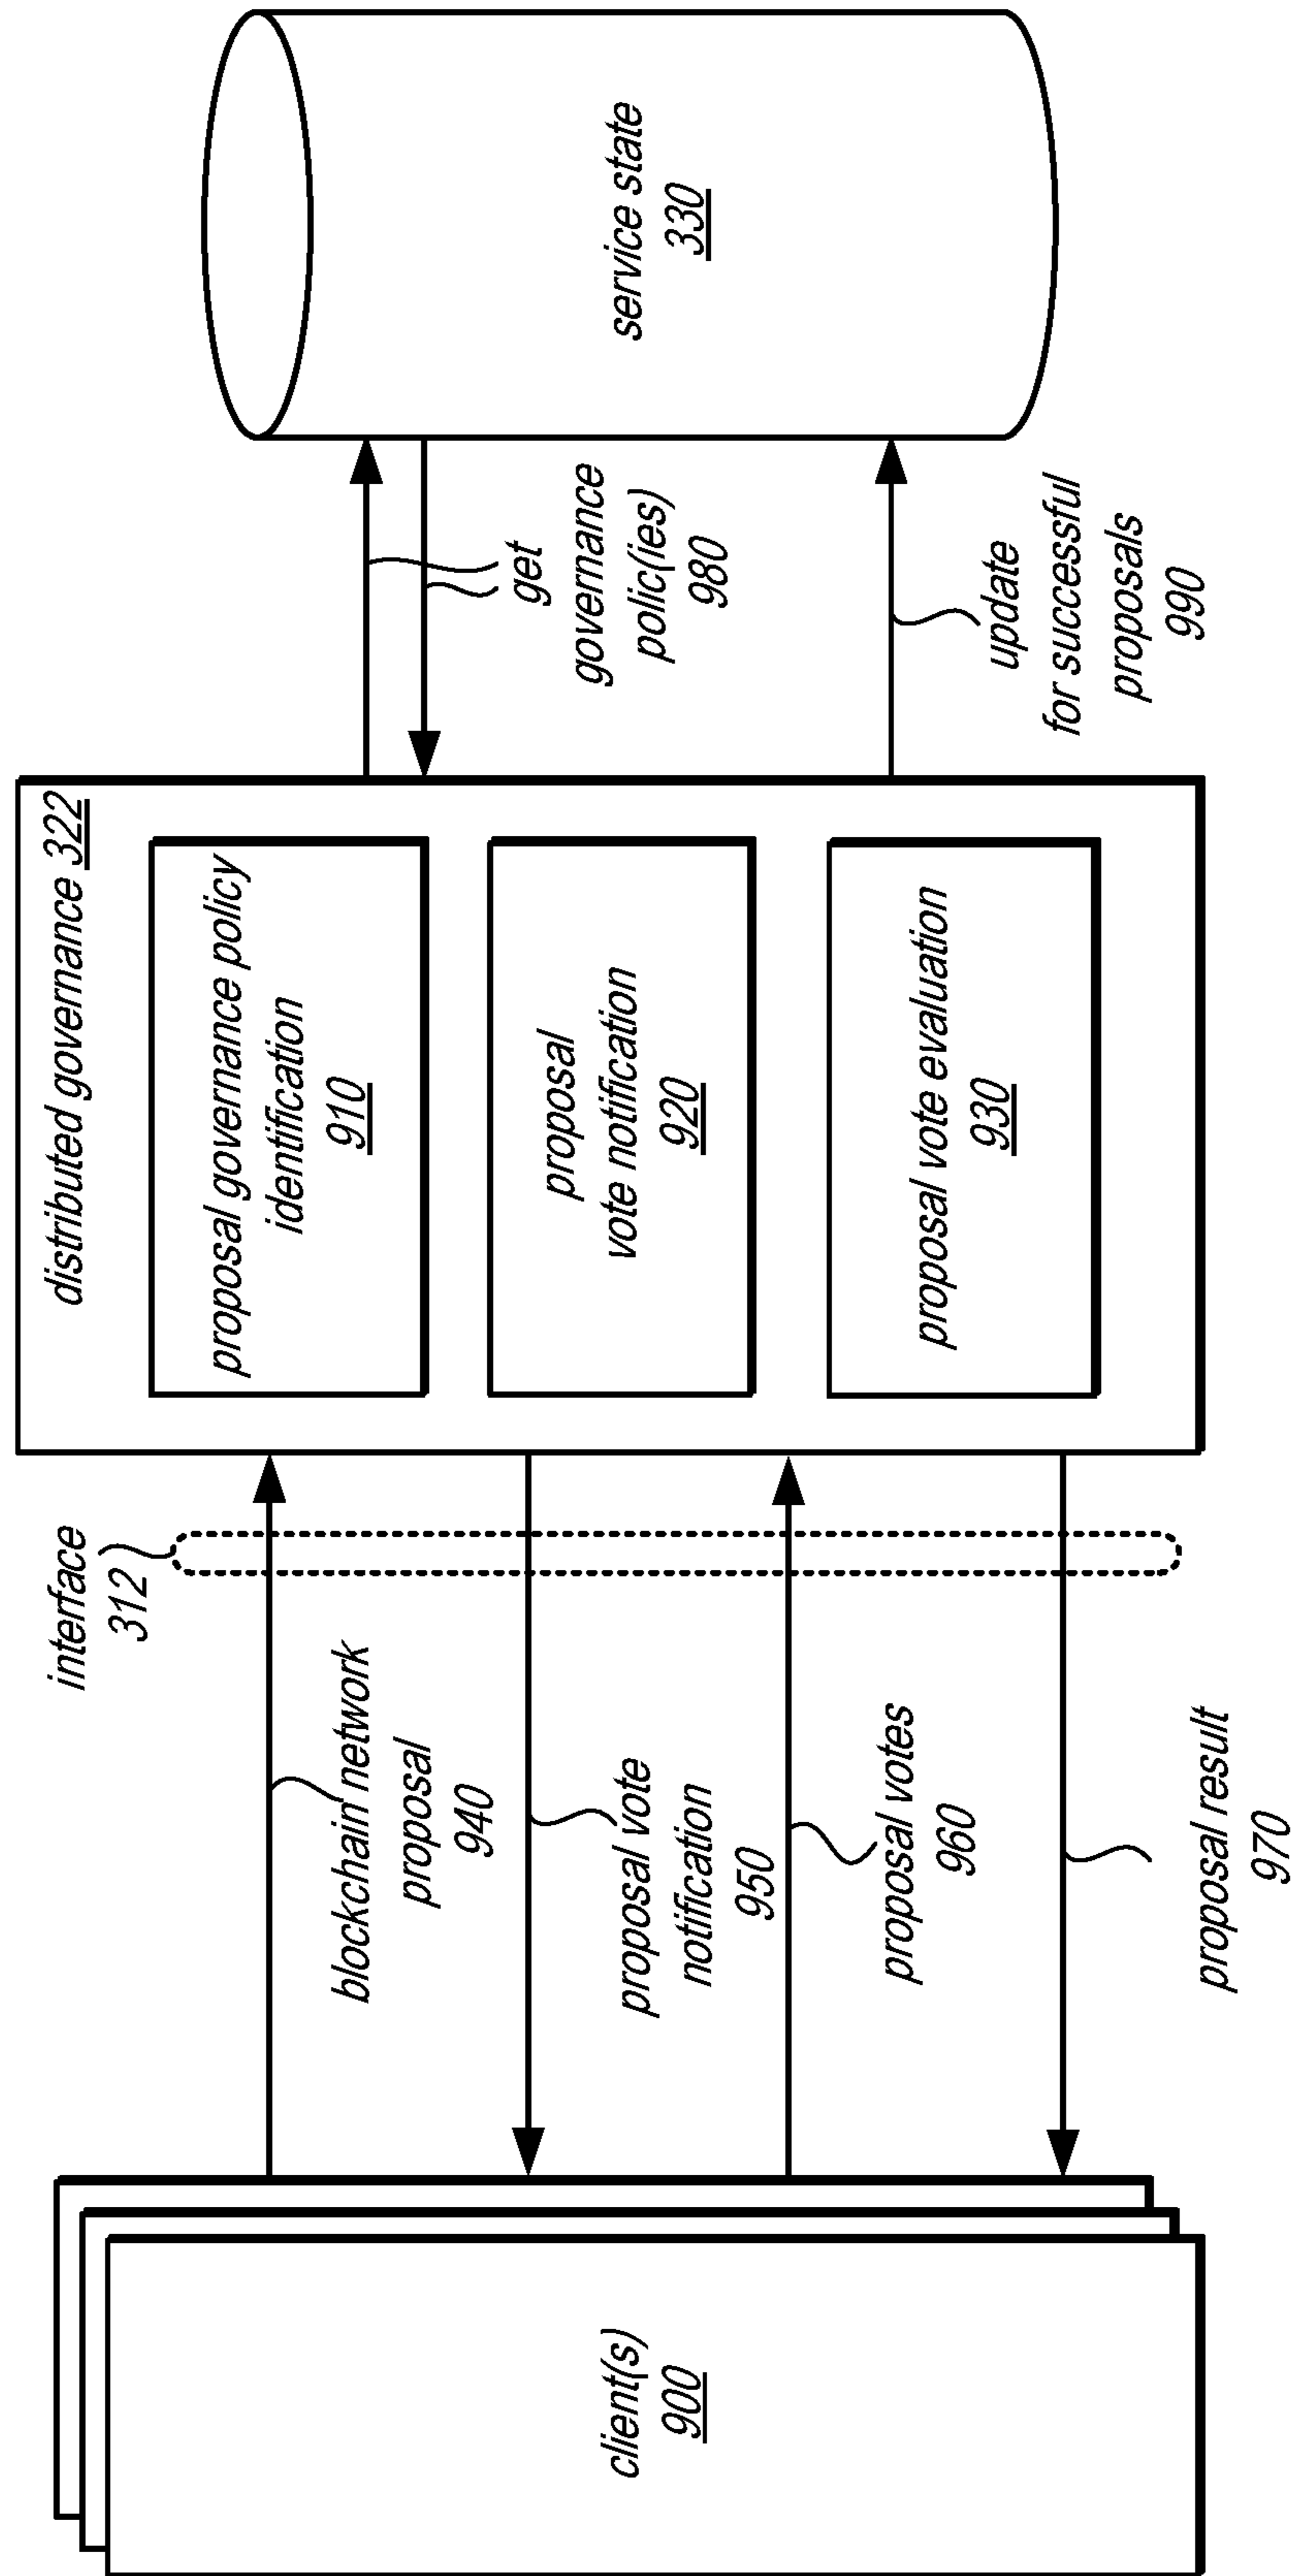 client(s)
900
interface
312
blockchain network
proposal
940
proposal vote
notification
950
proposal votes
960
proposal result
970
distributed governance 322
proposal governance policy
identification
910
proposal
vote notification
920
proposal vote evaluation
930
get
governance
polic(ies)
980
update
for successful
proposals
990
service state
330